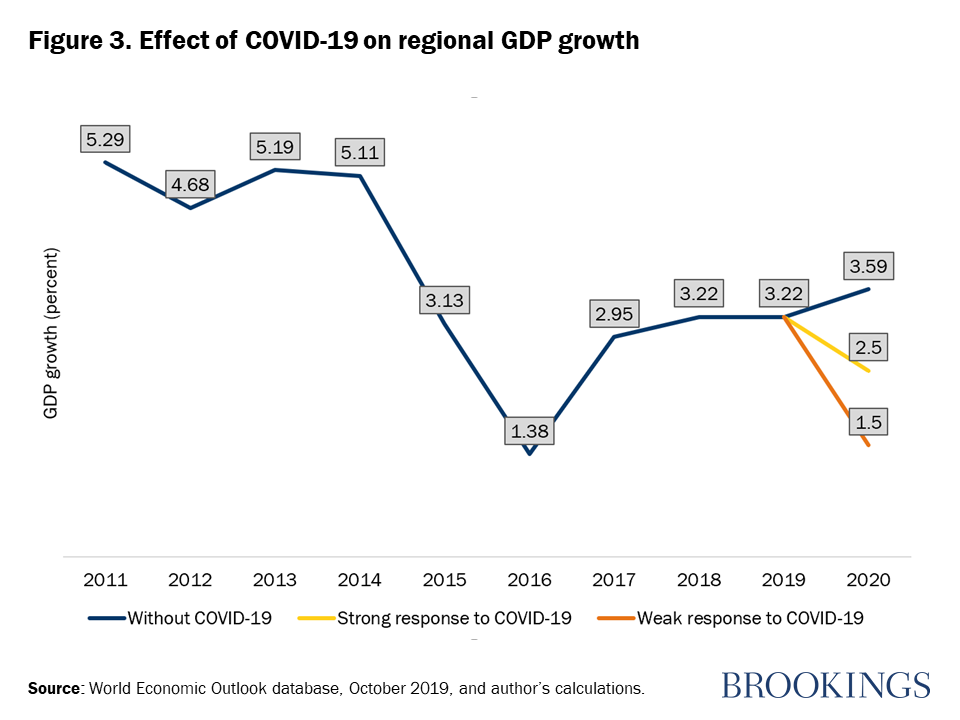 Figure 3. Effect of COVID-19 on regional GDP growth
GDP growth (percent)
5.29
4.68
5.19
5.11
3.13
1.38
2.95
3.22
3.22
3.59
2.5
1.5
2011 2012 2013 2014 2015 2016 2017 2018 2019 2020
Without COVID-19 Strong response to COVID-19 Weak response to COVID-19
Source: World Economic Outlook database, October 2019, and author’s calculations.
BROOKINGS